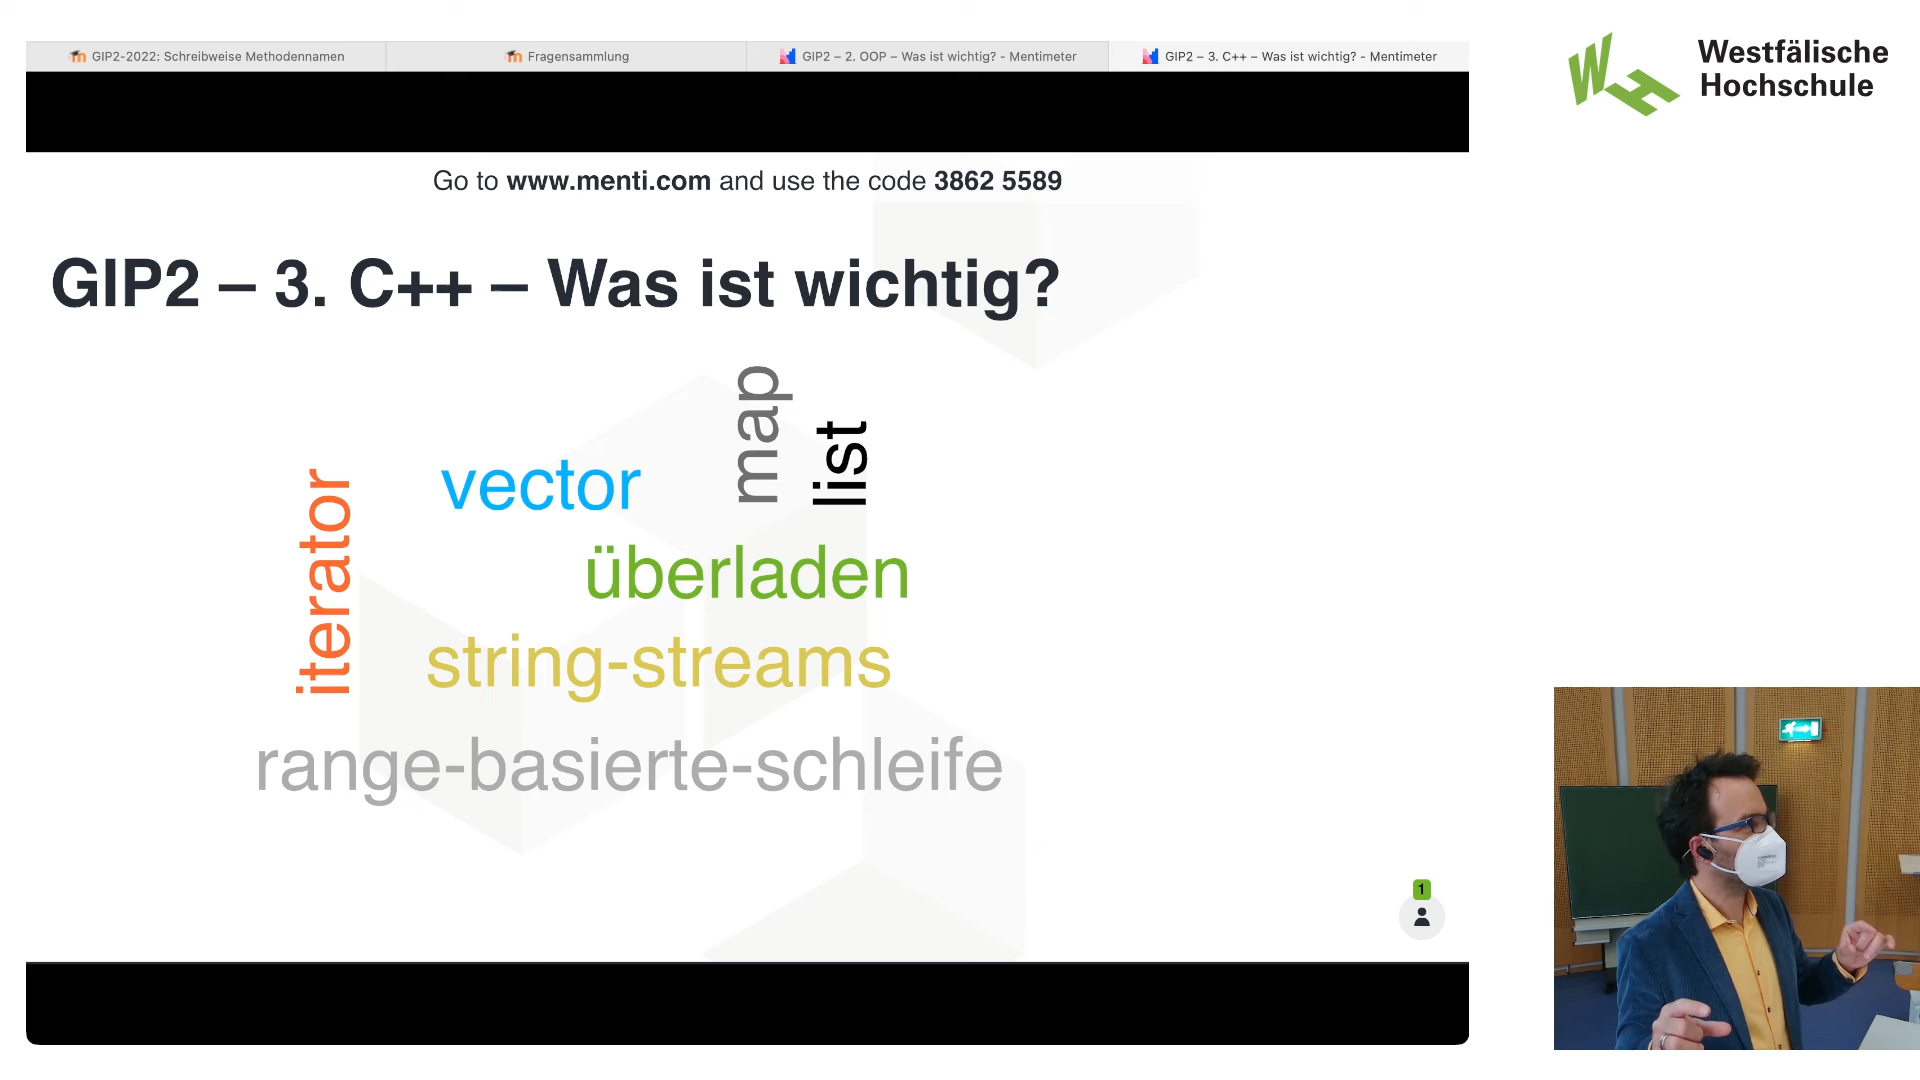 GIP2-2022: Schreibweise Methodennamen
Fragensammlung
GIP2 – 2. OOP – Was ist wichtig? - Mentimeter
GIP2 – 3. C++ – Was ist wichtig? - Mentimeter
Westfälische
Hochschule
Go to www.menti.com and use the code 3862 5589
GIP2 – 3. C++ – Was ist wichtig?
map
list
vector
iterator
überladen
string-streams
range-basierte-schleife
1